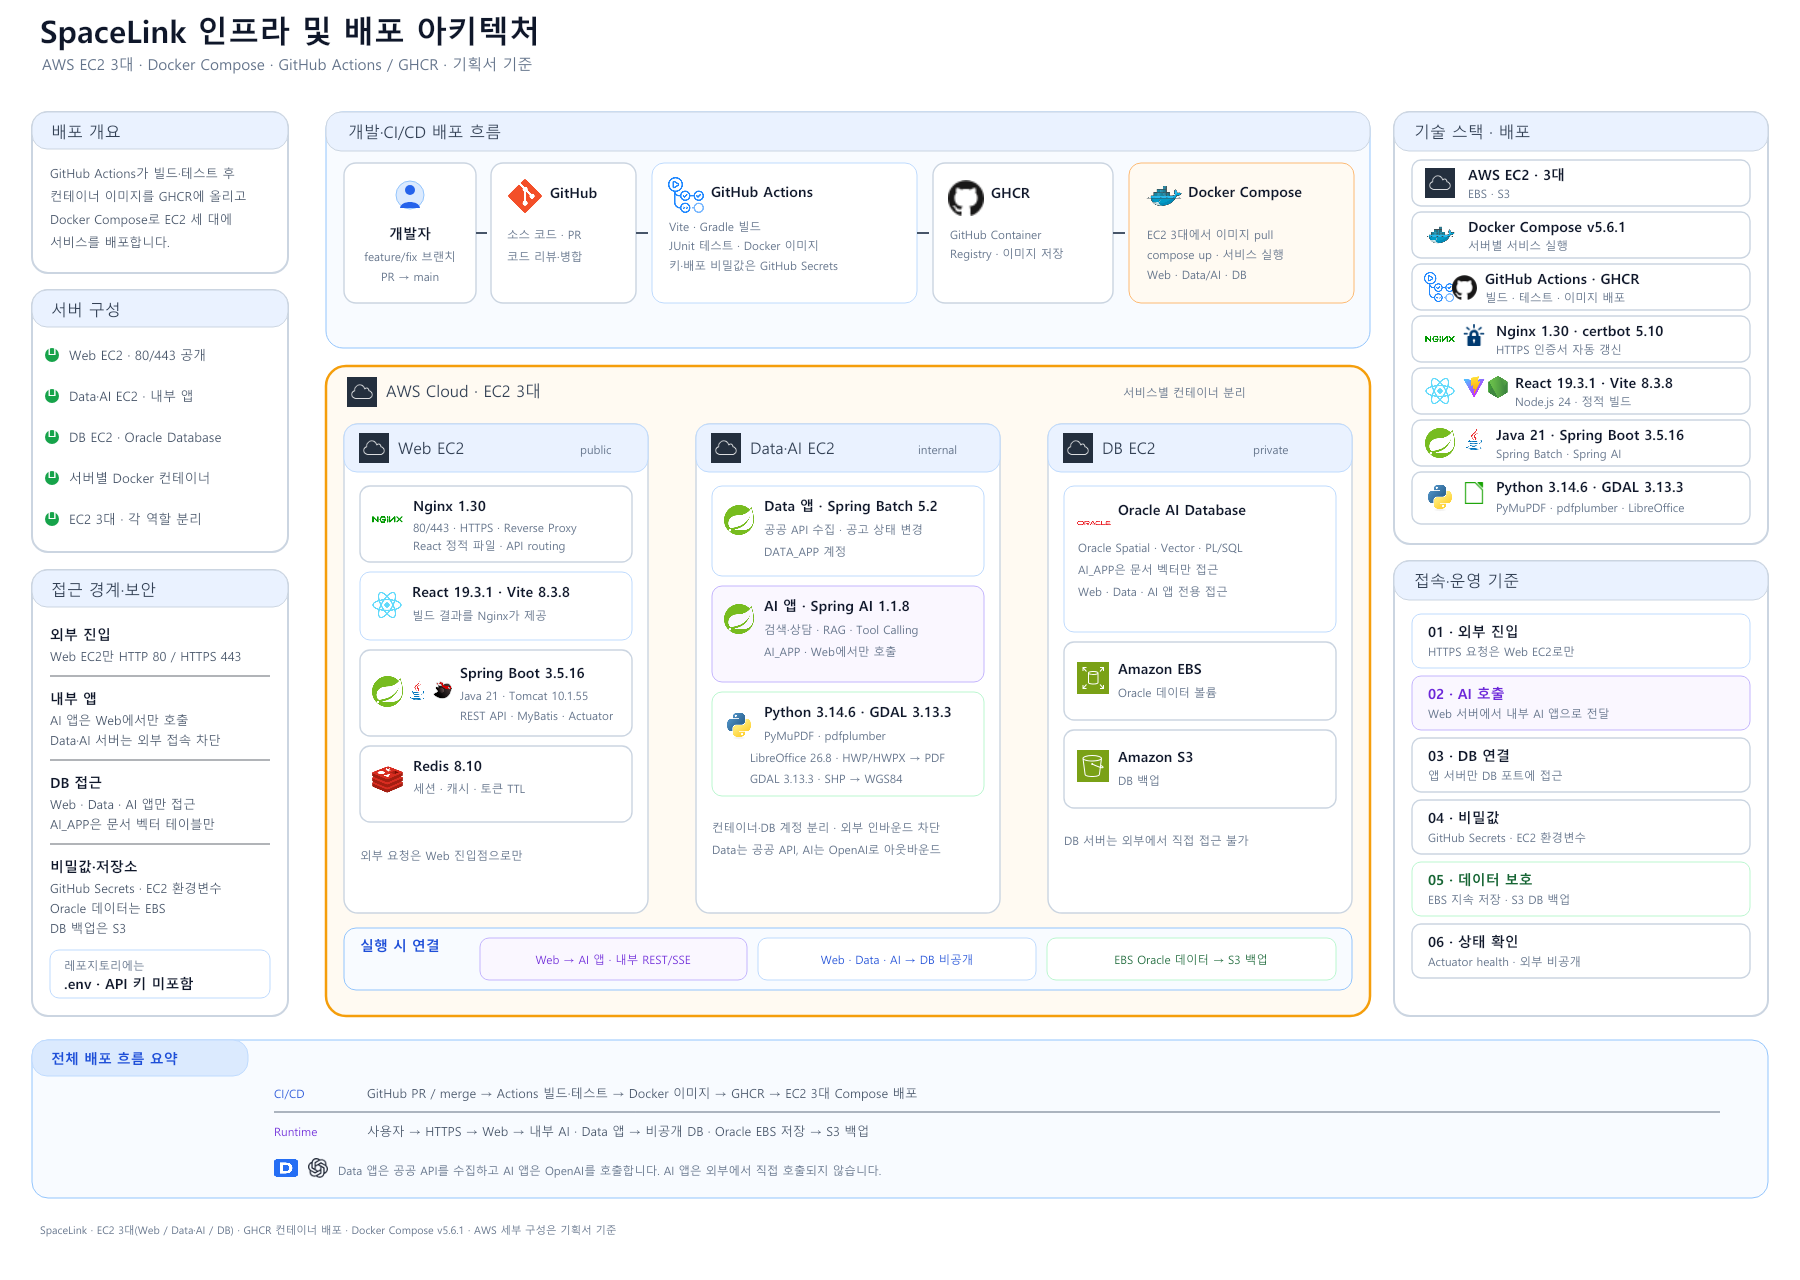 SpaceLink 인프라 및 배포 아키텍처
AWS EC2 3대 · Docker Compose · GitHub Actions / GHCR · 기획서 기준
배포 개요
GitHub Actions가 빌드·테스트 후
컨테이너 이미지를 GHCR에 올리고
Docker Compose로 EC2 세 대에
서비스를 배포합니다.
서버 구성
Web EC2 · 80/443 공개
Data·AI EC2 · 내부 앱
DB EC2 · Oracle Database
서버별 Docker 컨테이너
EC2 3대 · 각 역할 분리
접근 경계·보안
외부 진입
Web EC2만 HTTP 80 / HTTPS 443
내부 앱
AI 앱은 Web에서만 호출
Data·AI 서버는 외부 접속 차단
DB 접근
Web · Data · AI 앱만 접근
AI_APP은 문서 벡터 테이블만
비밀값·저장소
GitHub Secrets · EC2 환경변수
Oracle 데이터는 EBS
DB 백업은 S3
레포지토리에는
.env · API 키 미포함
개발·CI/CD 배포 흐름
개발자
feature/fix 브랜치
PR → main
GitHub
소스 코드 · PR
코드 리뷰·병합
GitHub Actions
Vite · Gradle 빌드
JUnit 테스트 · Docker 이미지
키·배포 비밀값은 GitHub Secrets
GHCR
GitHub Container
Registry · 이미지 저장
Docker Compose
EC2 3대에서 이미지 pull
compose up · 서비스 실행
Web · Data/AI · DB
AWS Cloud · EC2 3대
서비스별 컨테이너 분리
Web EC2
public
NGINX
Nginx 1.30
80/443 · HTTPS · Reverse Proxy
React 정적 파일 · API routing
React 19.3.1 · Vite 8.3.8
빌드 결과를 Nginx가 제공
Spring Boot 3.5.16
Java 21 · Tomcat 10.1.55
REST API · MyBatis · Actuator
Redis 8.10
세션 · 캐시 · 토큰 TTL
외부 요청은 Web 진입점으로만
Data·AI EC2
internal
Data 앱 · Spring Batch 5.2
공공 API 수집 · 공고 상태 변경
DATA_APP 계정
AI 앱 · Spring AI 1.1.8
검색·상담 · RAG · Tool Calling
AI_APP · Web에서만 호출
Python 3.14.6 · GDAL 3.13.3
PyMuPDF · pdfplumber
LibreOffice 26.8 · HWP/HWPX → PDF
GDAL 3.13.3 · SHP → WGS84
컨테이너·DB 계정 분리 · 외부 인바운드 차단
Data는 공공 API, AI는 OpenAI로 아웃바운드
DB EC2
private
ORACLE
Oracle AI Database
Oracle Spatial · Vector · PL/SQL
AI_APP은 문서 벡터만 접근
Web · Data · AI 앱 전용 접근
Amazon EBS
Oracle 데이터 볼륨
Amazon S3
DB 백업
DB 서버는 외부에서 직접 접근 불가
실행 시 연결
Web → AI 앱 · 내부 REST/SSE
Web · Data · AI → DB 비공개
EBS Oracle 데이터 → S3 백업
기술 스택 · 배포
AWS EC2 · 3대
EBS · S3
Docker Compose v5.6.1
서버별 서비스 실행
GitHub Actions · GHCR
빌드 · 테스트 · 이미지 배포
NGINX
Nginx 1.30 · certbot 5.10
HTTPS 인증서 자동 갱신
React 19.3.1 · Vite 8.3.8
Node.js 24 · 정적 빌드
Java 21 · Spring Boot 3.5.16
Spring Batch · Spring AI
Python 3.14.6 · GDAL 3.13.3
PyMuPDF · pdfplumber · LibreOffice
접속·운영 기준
01 · 외부 진입
HTTPS 요청은 Web EC2로만
02 · AI 호출
Web 서버에서 내부 AI 앱으로 전달
03 · DB 연결
앱 서버만 DB 포트에 접근
04 · 비밀값
GitHub Secrets · EC2 환경변수
05 · 데이터 보호
EBS 지속 저장 · S3 DB 백업
06 · 상태 확인
Actuator health · 외부 비공개
전체 배포 흐름 요약
CI/CD GitHub PR / merge → Actions 빌드·테스트 → Docker 이미지 → GHCR → EC2 3대 Compose 배포
Runtime 사용자 → HTTPS → Web → 내부 AI · Data 앱 → 비공개 DB · Oracle EBS 저장 → S3 백업
D Data 앱은 공공 API를 수집하고 AI 앱은 OpenAI를 호출합니다. AI 앱은 외부에서 직접 호출되지 않습니다.
SpaceLink · EC2 3대(Web / Data·AI / DB) · GHCR 컨테이너 배포 · Docker Compose v5.6.1 · AWS 세부 구성은 기획서 기준